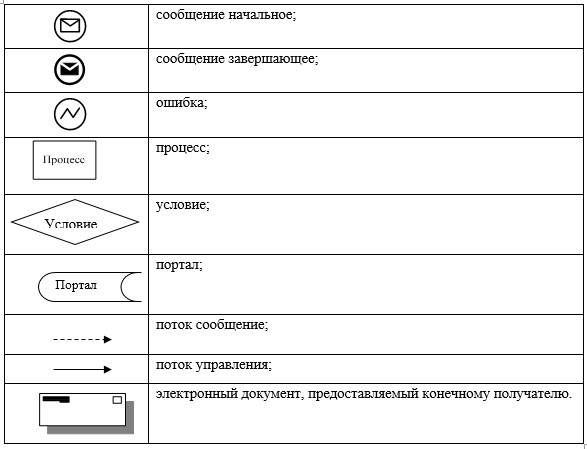 сообщение начальное;
сообщение завершающее;
ошибка;
Процесс
процесс;
Условие
условие;
Портал
портал;
поток сообщение;
поток управления;
электронный документ, предоставляемый конечному получателю.